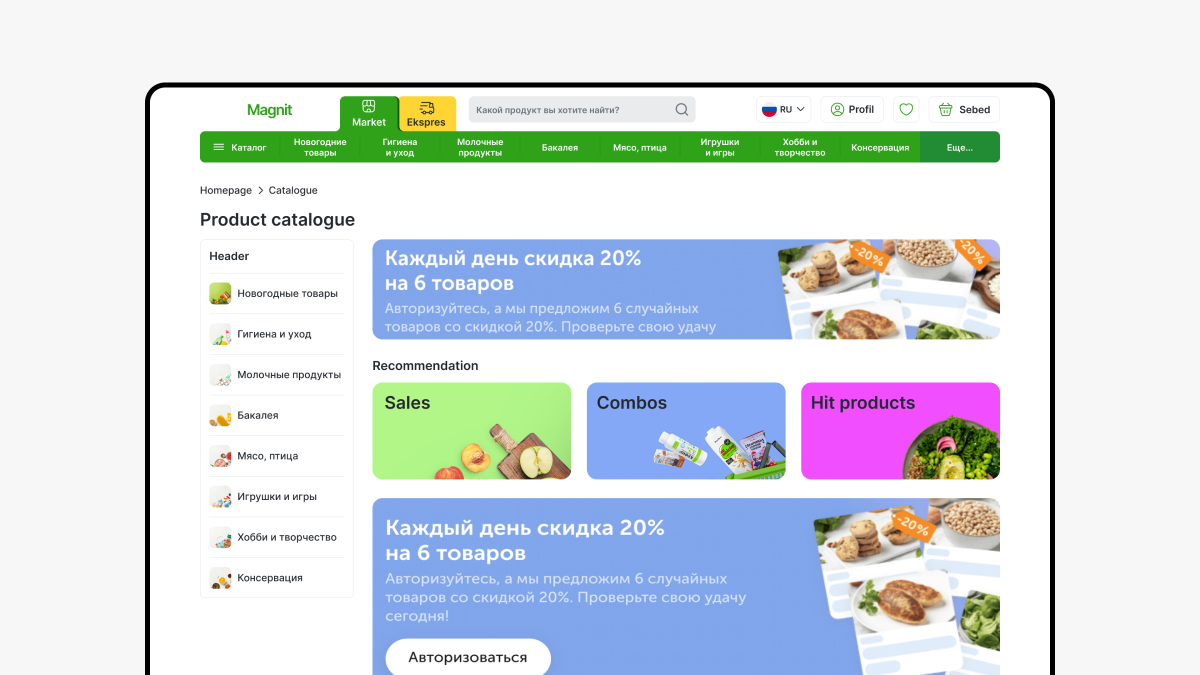 Magnit
Market
Ekspres
Какой продукт вы хотите найти?
RU
Profil
Sebed
Каталог
Новогодние
товары
Гигиена
и уход
Молочные
продукты
Бакалея
Мясо, птица
Игрушки
и игры
Хобби и
творчество
Консервация
Еще...
Homepage > Catalogue
Product catalogue
Header
Новогодные товары
Гигиена и уход
Молочные продукты
Бакалея
Мясо, птица
Игрушки и игры
Хобби и творчество
Консервация
Каждый день скидка 20%
на 6 товаров
Авторизуйтесь, а мы предложим 6 случайных
товаров со скидкой 20%. Проверьте свою удачу
-20%
-20%
Recommendation
Sales
Combos
Hit products
Каждый день скидка 20%
на 6 товаров
Авторизуйтесь, а мы предложим 6 случайных
товаров со скидкой 20%. Проверьте свою удачу
сегодня!
Авторизоваться
-20%